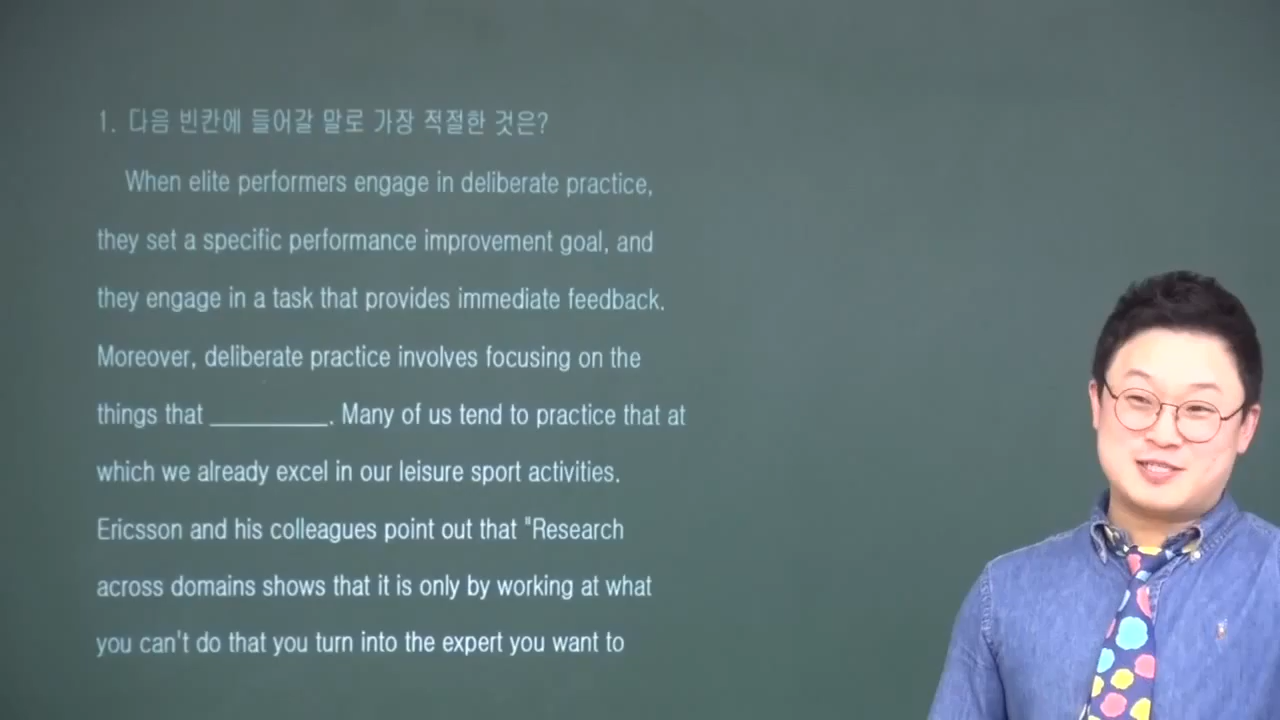 1. 다음 빈칸에 들어갈 말로 가장 적절한 것은?
When elite performers engage in deliberate practice,
they set a specific performance improvement goal, and
they engage in a task that provides immediate feedback.
Moreover, deliberate practice involves focusing on the
things that __________. Many of us tend to practice that at
which we already excel in our leisure sport activities.
Ericsson and his colleagues point out that "Research
across domains shows that it is only by working at what
you can't do that you turn into the expert you want to